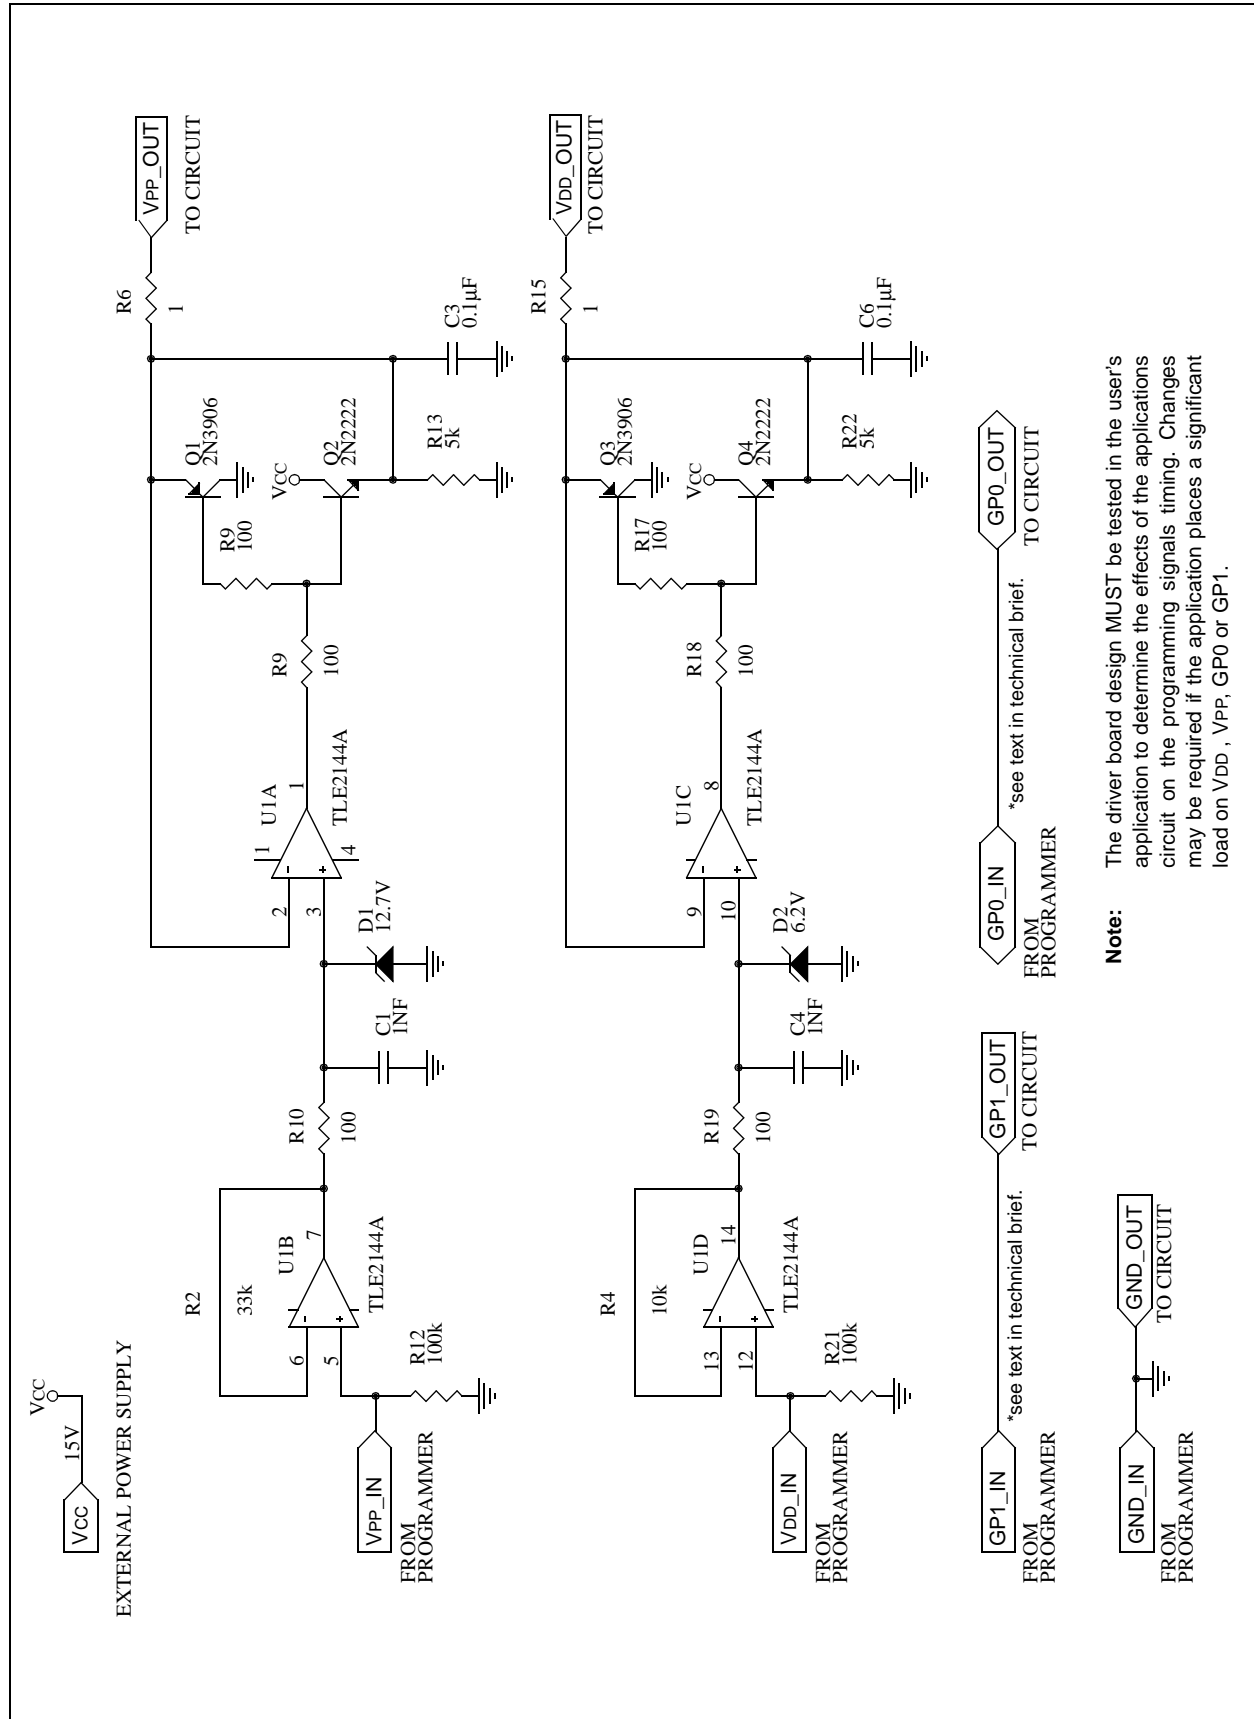 VCC
15V
VCC
EXTERNAL POWER SUPPLY
R2
33k
U1B
6
5
7
TLE2144A
R12
100k
VPP_IN
FROM
PROGRAMMER
R10
100
C1
1NF
D1
12.7V
2
3
U1A
1
1
4
TLE2144A
R9
100
R9
100
Q1
2N3906
VCC
Q2
2N2222
R13
5k
C3
0.1µF
R6
1
VPP_OUT
TO CIRCUIT
R4
10k
U1D
13
12
14
TLE2144A
R21
100k
VDD_IN
FROM
PROGRAMMER
R19
100
C4
1NF
D2
6.2V
9
10
U1C
8
TLE2144A
R18
100
R17
100
Q3
2N3906
VCC
Q4
2N2222
R22
5k
C6
0.1µF
R15
1
VDD_OUT
TO CIRCUIT
GP1_IN
FROM
PROGRAMMER
*see text in technical brief.
GP1_OUT
TO CIRCUIT
GP0_IN
FROM
PROGRAMMER
*see text in technical brief.
GP0_OUT
TO CIRCUIT
GND_IN
FROM
PROGRAMMER
GND_OUT
TO CIRCUIT
Note: The driver board design MUST be tested in the user's
application to determine the effects of the applications
circuit on the programming signals timing. Changes
may be required if the application places a significant
load on VDD , VPP, GP0 or GP1.